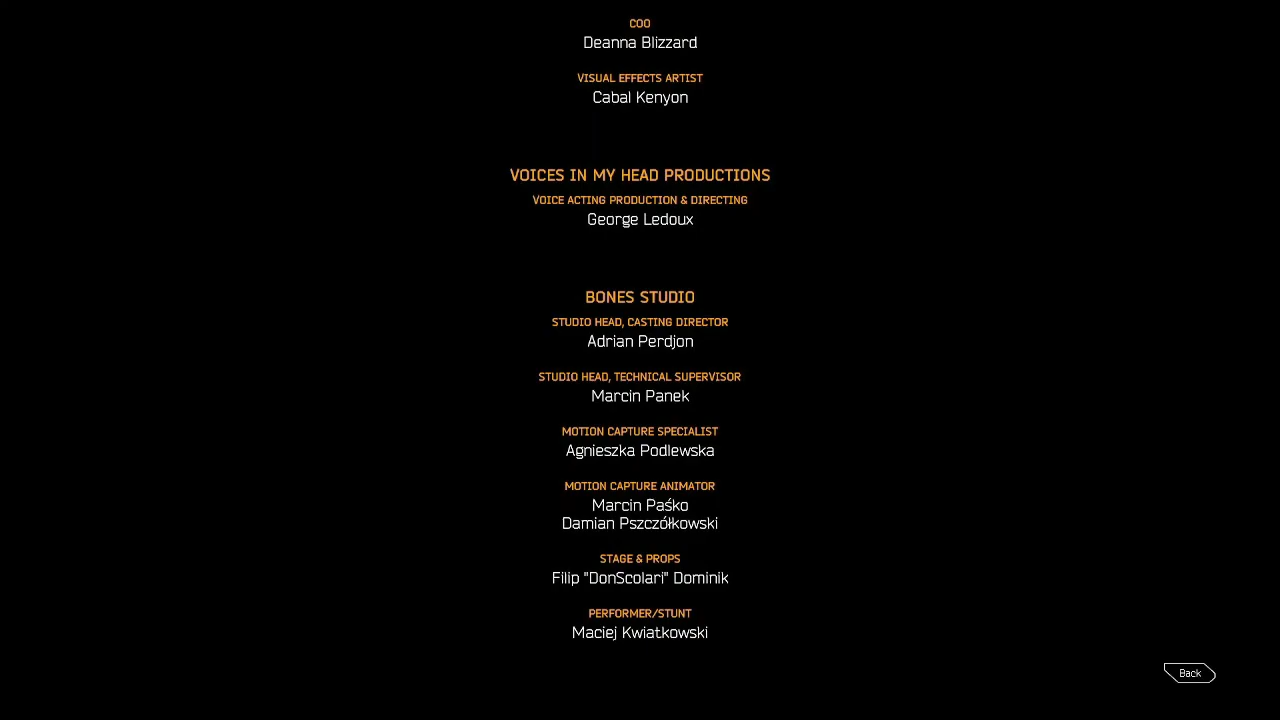 COO
Deanna Blizzard
VISUAL EFFECTS ARTIST
Cabal Kenyon
VOICES IN MY HEAD PRODUCTIONS
VOICE ACTING PRODUCTION & DIRECTING
George Ledoux
BONES STUDIO
STUDIO HEAD, CASTING DIRECTOR
Adrian Perdjon
STUDIO HEAD, TECHNICAL SUPERVISOR
Marcin Panek
MOTION CAPTURE SPECIALIST
Agnieszka Podlewska
MOTION CAPTURE ANIMATOR
Marcin Paśko
Damian Pszczółkowski
STAGE & PROPS
Filip "DonScolari" Dominik
PERFORMER/STUNT
Maciej Kwiatkowski
Back